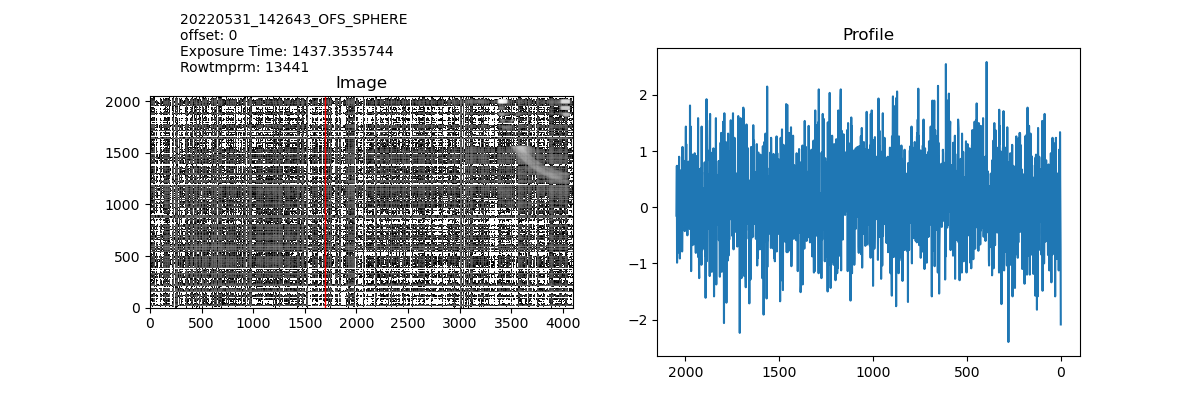 20220531_142643_OFS_SPHERE
offset: 0
Exposure Time: 1437.3535744
Rowtmprm: 13441
Image
Profile
2000
1500
1000
500
0
0 500 1000 1500 2000 2500 3000 3500 4000
2
1
0
−1
−2
2000 1500 1000 500 0